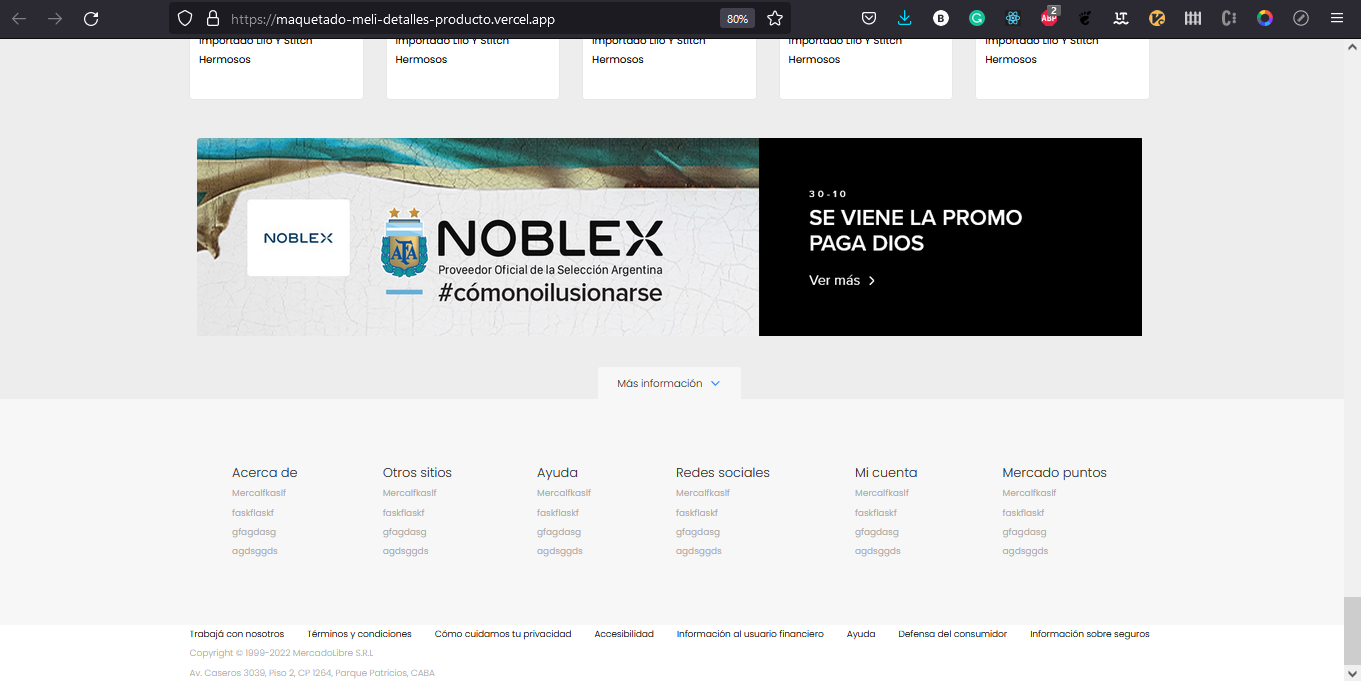 https://maquetado-meli-detalles-producto.vercel.app
80%
B
G
ABP
2
Importado Lilo Y Stitch
Hermosos
Importado Lilo Y Stitch
Hermosos
Importado Lilo Y Stitch
Hermosos
Importado Lilo Y Stitch
Hermosos
Importado Lilo Y Stitch
Hermosos
NOBLEX
AFA
NOBLEX
Proveedor Oficial de la Selección Argentina
#cómonoilusionarse
30-10
SE VIENE LA PROMO
PAGA DIOS
Ver más
Más información
Acerca de
Mercalfkaslf
faskflaskf
gfagdasg
agdsggds
Otros sitios
Mercalfkaslf
faskflaskf
gfagdasg
agdsggds
Ayuda
Mercalfkaslf
faskflaskf
gfagdasg
agdsggds
Redes sociales
Mercalfkaslf
faskflaskf
gfagdasg
agdsggds
Mi cuenta
Mercalfkaslf
faskflaskf
gfagdasg
agdsggds
Mercado puntos
Mercalfkaslf
faskflaskf
gfagdasg
agdsggds
Trabajá con nosotros Términos y condiciones Cómo cuidamos tu privacidad Accesibilidad Información al usuario financiero Ayuda Defensa del consumidor Información sobre seguros
Copyright © 1999-2022 MercadoLibre S.R.L
Av. Caseros 3039, Piso 2, CP 1264, Parque Patricios, CABA